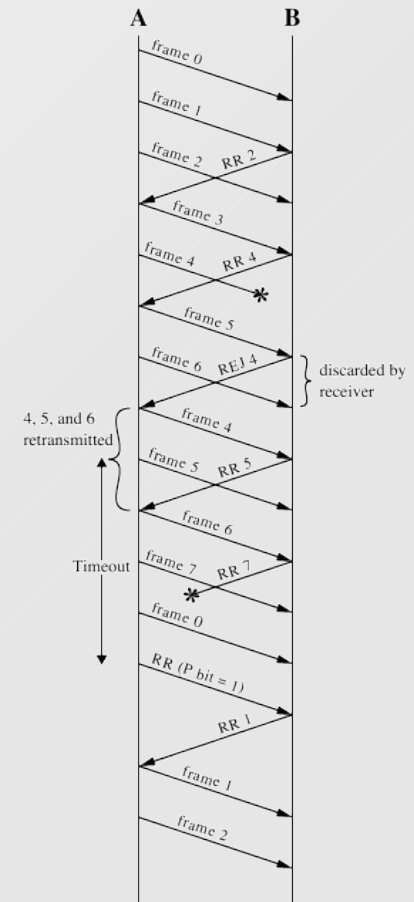 A
B
frame 0
frame 1
frame 2
RR 2
frame 3
frame 4
RR 4
frame 5
frame 6
REJ 4
discarded by
receiver
4, 5, and 6
retransmitted
frame 4
frame 5
RR 5
frame 6
Timeout
frame 7
RR 7
frame 0
RR (P bit = 1)
RR 1
frame 1
frame 2